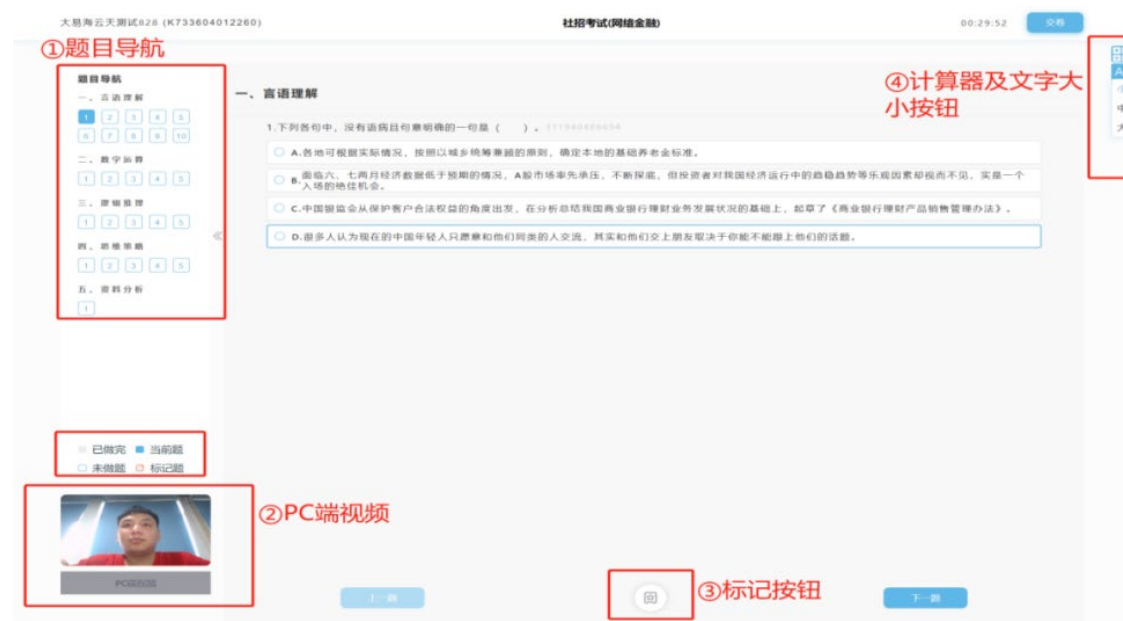 大易海云天测试828 (K733604012260)
社招考试(网络金融)
00:29:52
交卷
①题目导航
题目导航
一、言语理解
1 2 3 4 5
6 7 8 9 10
二、数字运算
1 2 3 4 5
三、逻辑推理
1 2 3 4 5
四、思维策略
1 2 3 4 5
五、资料分析
1
一、言语理解
1.下列各句中，没有语病且句意明确的一句是（ ）。
A.各地可根据实际情况，按照以城乡统筹兼顾的原则，确定本地的基础养老金标准。
B.面临六、七两月经济数据低于预期的情况，A股市场率先承压，不断探底，但投资者对我国经济运行中的趋稳趋势等乐观因素却视而不见，实是一个
入场的绝佳机会。
C.中国银监会从保护客户合法权益的角度出发，在分析总结我国商业银行理财业务发展状况的基础上，起草了《商业银行理财产品销售管理办法》。
D.很多人认为现在的中国年轻人只愿意和他们同类的人交流，其实和他们交上朋友取决于你能不能跟上他们的话题。
④计算器及文字大
小按钮
A
小
中
大
已做完 当前题
未做题 标记题
②PC端视频
PC端视频
上一题
③标记按钮
下一题